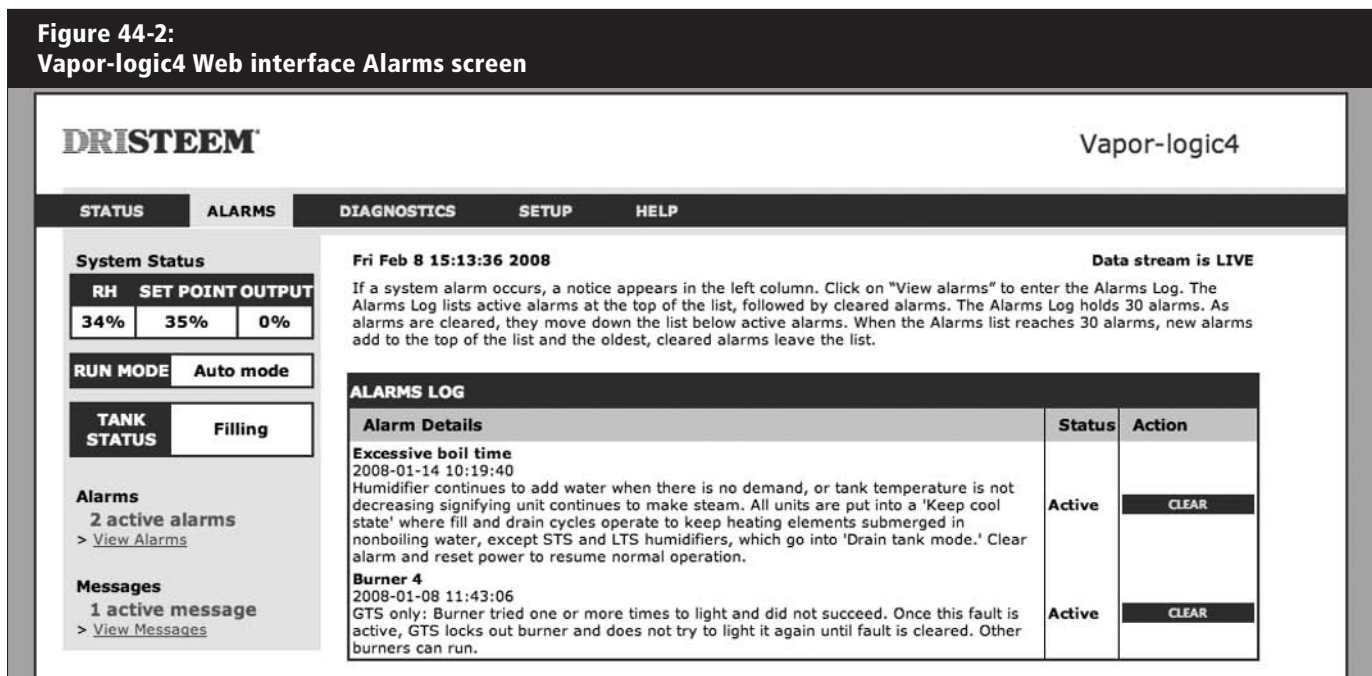 Figure 44-2:
Vapor-logic4 Web interface Alarms screen
DRISTEEM®
Vapor-logic4
STATUS ALARMS DIAGNOSTICS SETUP HELP
System Status
RH SET POINT OUTPUT
34% 35% 0%
RUN MODE Auto mode
TANK STATUS Filling
Alarms
2 active alarms
> View Alarms
Messages
1 active message
> View Messages
Fri Feb 8 15:13:36 2008 Data stream is LIVE
If a system alarm occurs, a notice appears in the left column. Click on "View alarms" to enter the Alarms Log. The
Alarms Log lists active alarms at the top of the list, followed by cleared alarms. The Alarms Log holds 30 alarms. As
alarms are cleared, they move down the list below active alarms. When the Alarms list reaches 30 alarms, new alarms
add to the top of the list and the oldest, cleared alarms leave the list.
ALARMS LOG
Alarm Details Status Action
Excessive boil time
2008-01-14 10:19:40
Humidifier continues to add water when there is no demand, or tank temperature is not
decreasing signifying unit continues to make steam. All units are put into a 'Keep cool
state' where fill and drain cycles operate to keep heating elements submerged in
nonboiling water, except STS and LTS humidifiers, which go into 'Drain tank mode.' Clear
alarm and reset power to resume normal operation.
Active CLEAR
Burner 4
2008-01-08 11:43:06
GTS only: Burner tried one or more times to light and did not succeed. Once this fault is
active, GTS locks out burner and does not try to light it again until fault is cleared. Other
burners can run.
Active CLEAR